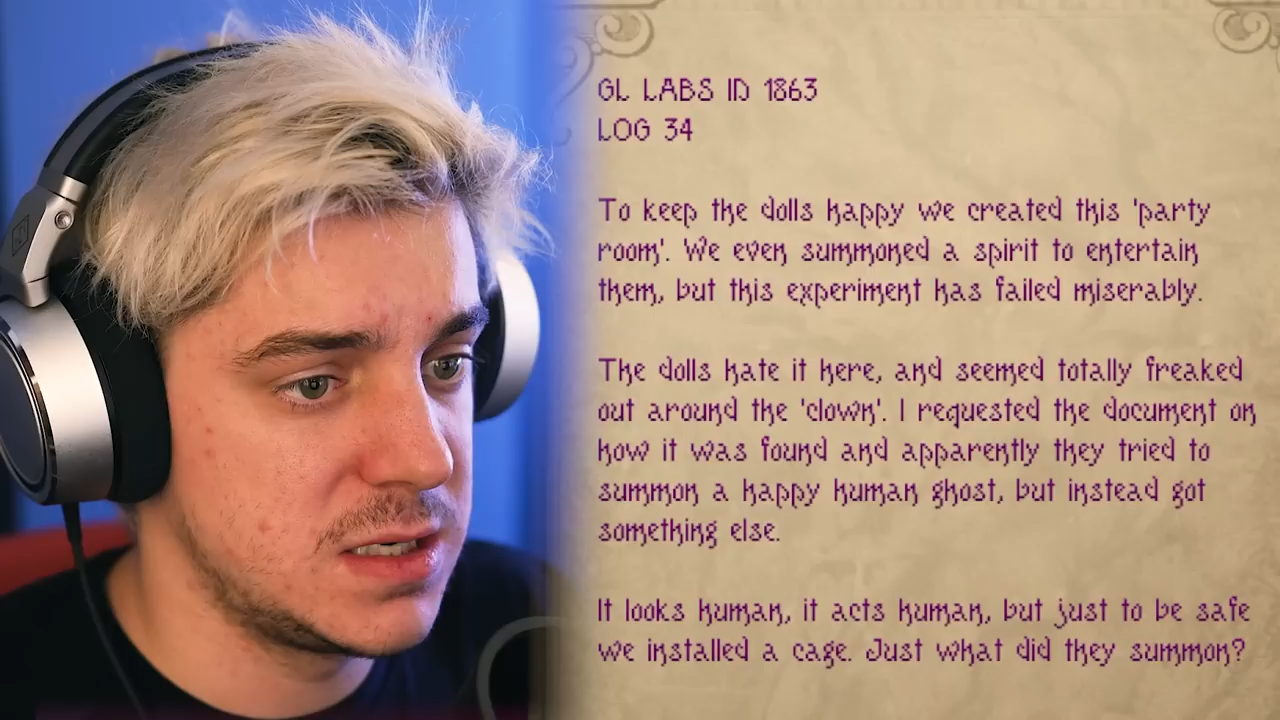 GL LABS ID 1863
LOG 34
To keep the dolls happy we created this 'party
room'. We even summoned a spirit to entertain
them, but this experiment has failed miserably.
The dolls hate it here, and seemed totally freaked
out around the 'clown'. I requested the document on
how it was found and apparently they tried to
summon a happy human ghost, but instead got
something else.
It looks human, it acts human, but just to be safe
we installed a cage. Just what did they summon?